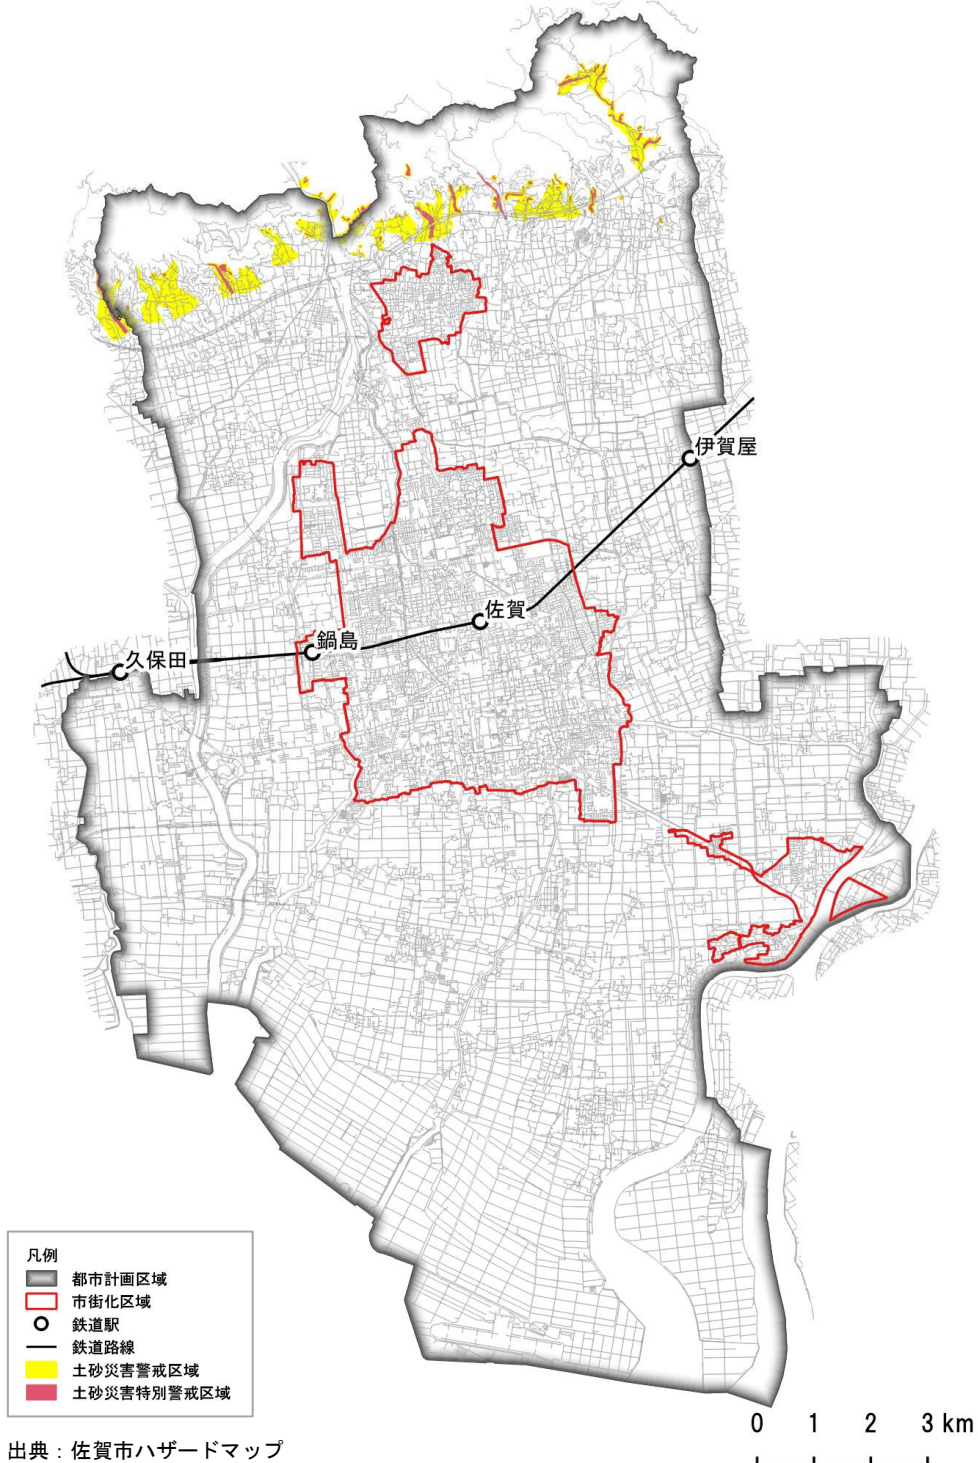 伊賀屋
佐賀
鍋島
久保田
凡例
都市計画区域
市街化区域
鉄道駅
鉄道路線
土砂災害警戒区域
土砂災害特別警戒区域
0 1 2 3 km
出典：佐賀市ハザードマップ